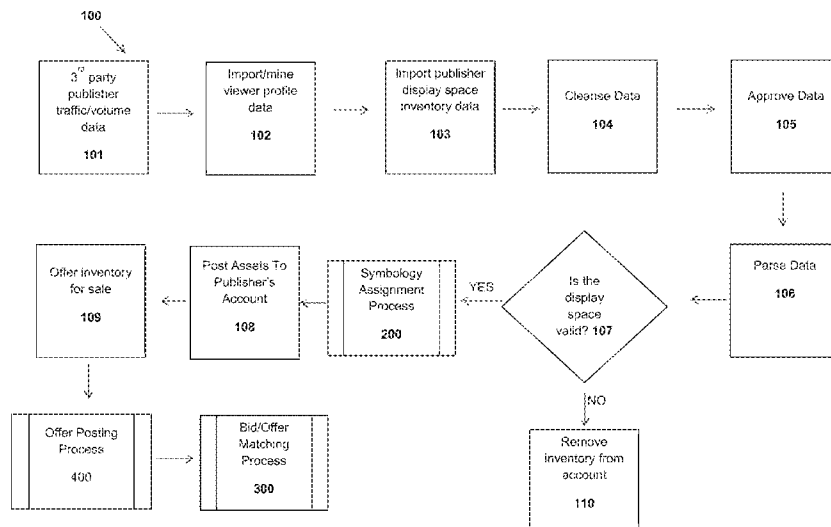 100
3rd party
publisher
traffic/volume
data
101
Import/mine
viewer profile
data
102
Import publisher
display space
inventory data
103
Cleanse Data
104
Approve Data
105
Parse Data
106
Is the
display
space
valid? 107
YES
NO
Symbology
Assignment
Process
200
Post Assets To
Publisher's
Account
108
Offer inventory
for sale
109
Offer Posting
Process
400
Bid/Offer
Matching
Process
300
Remove
inventory from
account
110